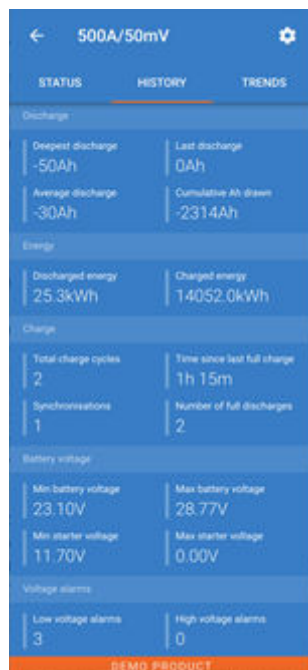 500A/50mV
STATUS HISTORY TRENDS
Discharge
Deepest discharge Last discharge
-50Ah 0Ah
Average discharge Cumulative Ah drawn
-30Ah -2314Ah
Energy
Discharged energy Charged energy
25.3kWh 14052.0kWh
Charge
Total charge cycles Time since last full charge
2 1h 15m
Synchronisations Number of full discharges
1 2
Battery voltage
Min battery voltage Max battery voltage
23.10V 28.77V
Min starter voltage Max starter voltage
11.70V 0.00V
Voltage alarms
Low voltage alarms High voltage alarms
3 0
DEMO PRODUCT